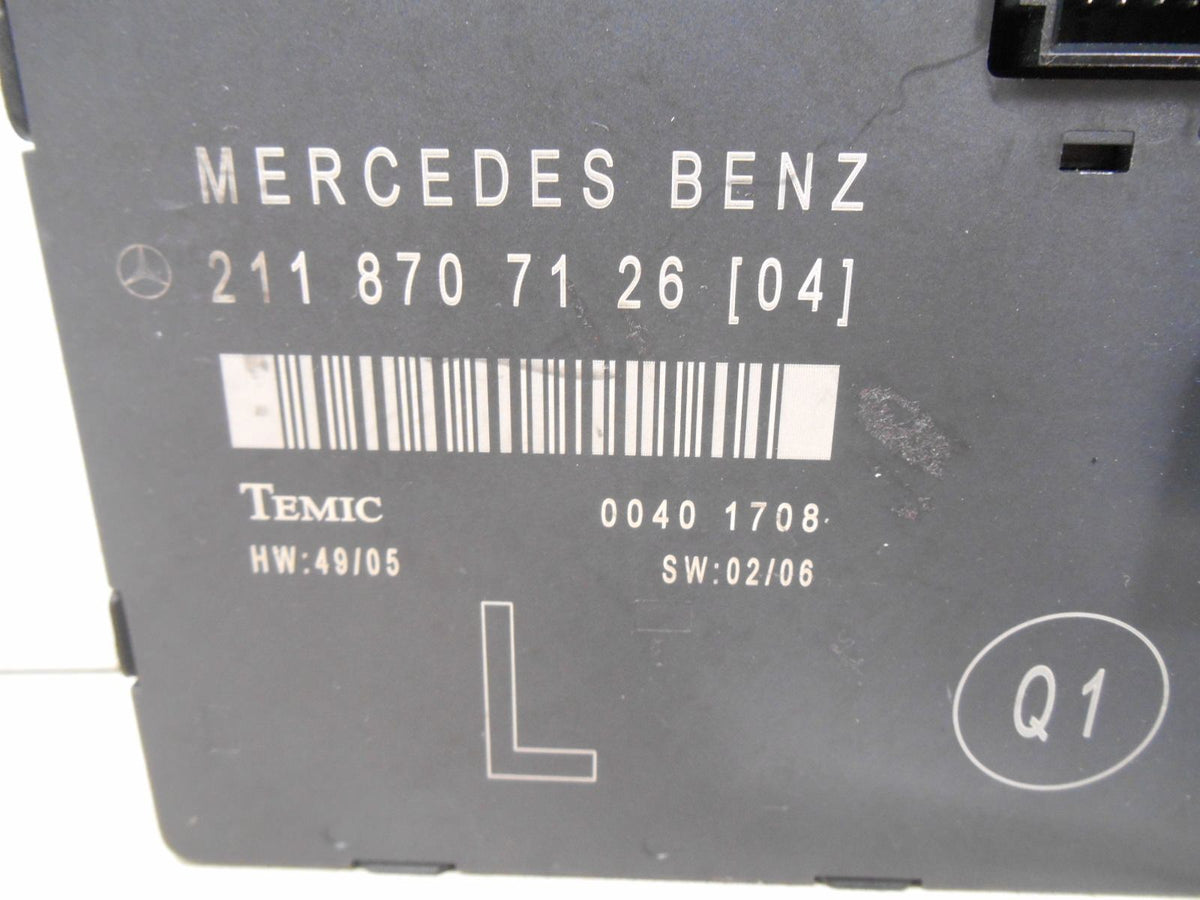 MERCEDES BENZ
211 870 71 26 [04]
TEMIC 0040 1708
HW:49/05 SW:02/06
L
Q1